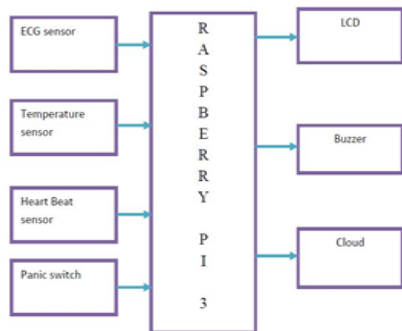 ECG sensor
Temperature
sensor
Heart Beat
sensor
Panic switch
R
A
S
P
B
E
R
R
Y
P
I
3
LCD
Buzzer
Cloud